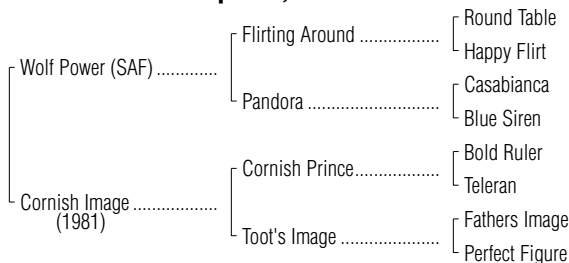 Round Table
Flirting Around ..................
Happy Flirt
Wolf Power (SAF) .............
Casabianca
Pandora .............................
Blue Siren
Bold Ruler
Cornish Prince...................
Teleran
Cornish Image ..................
(1981)
Fathers Image
Toot's Image ......................
Perfect Figure